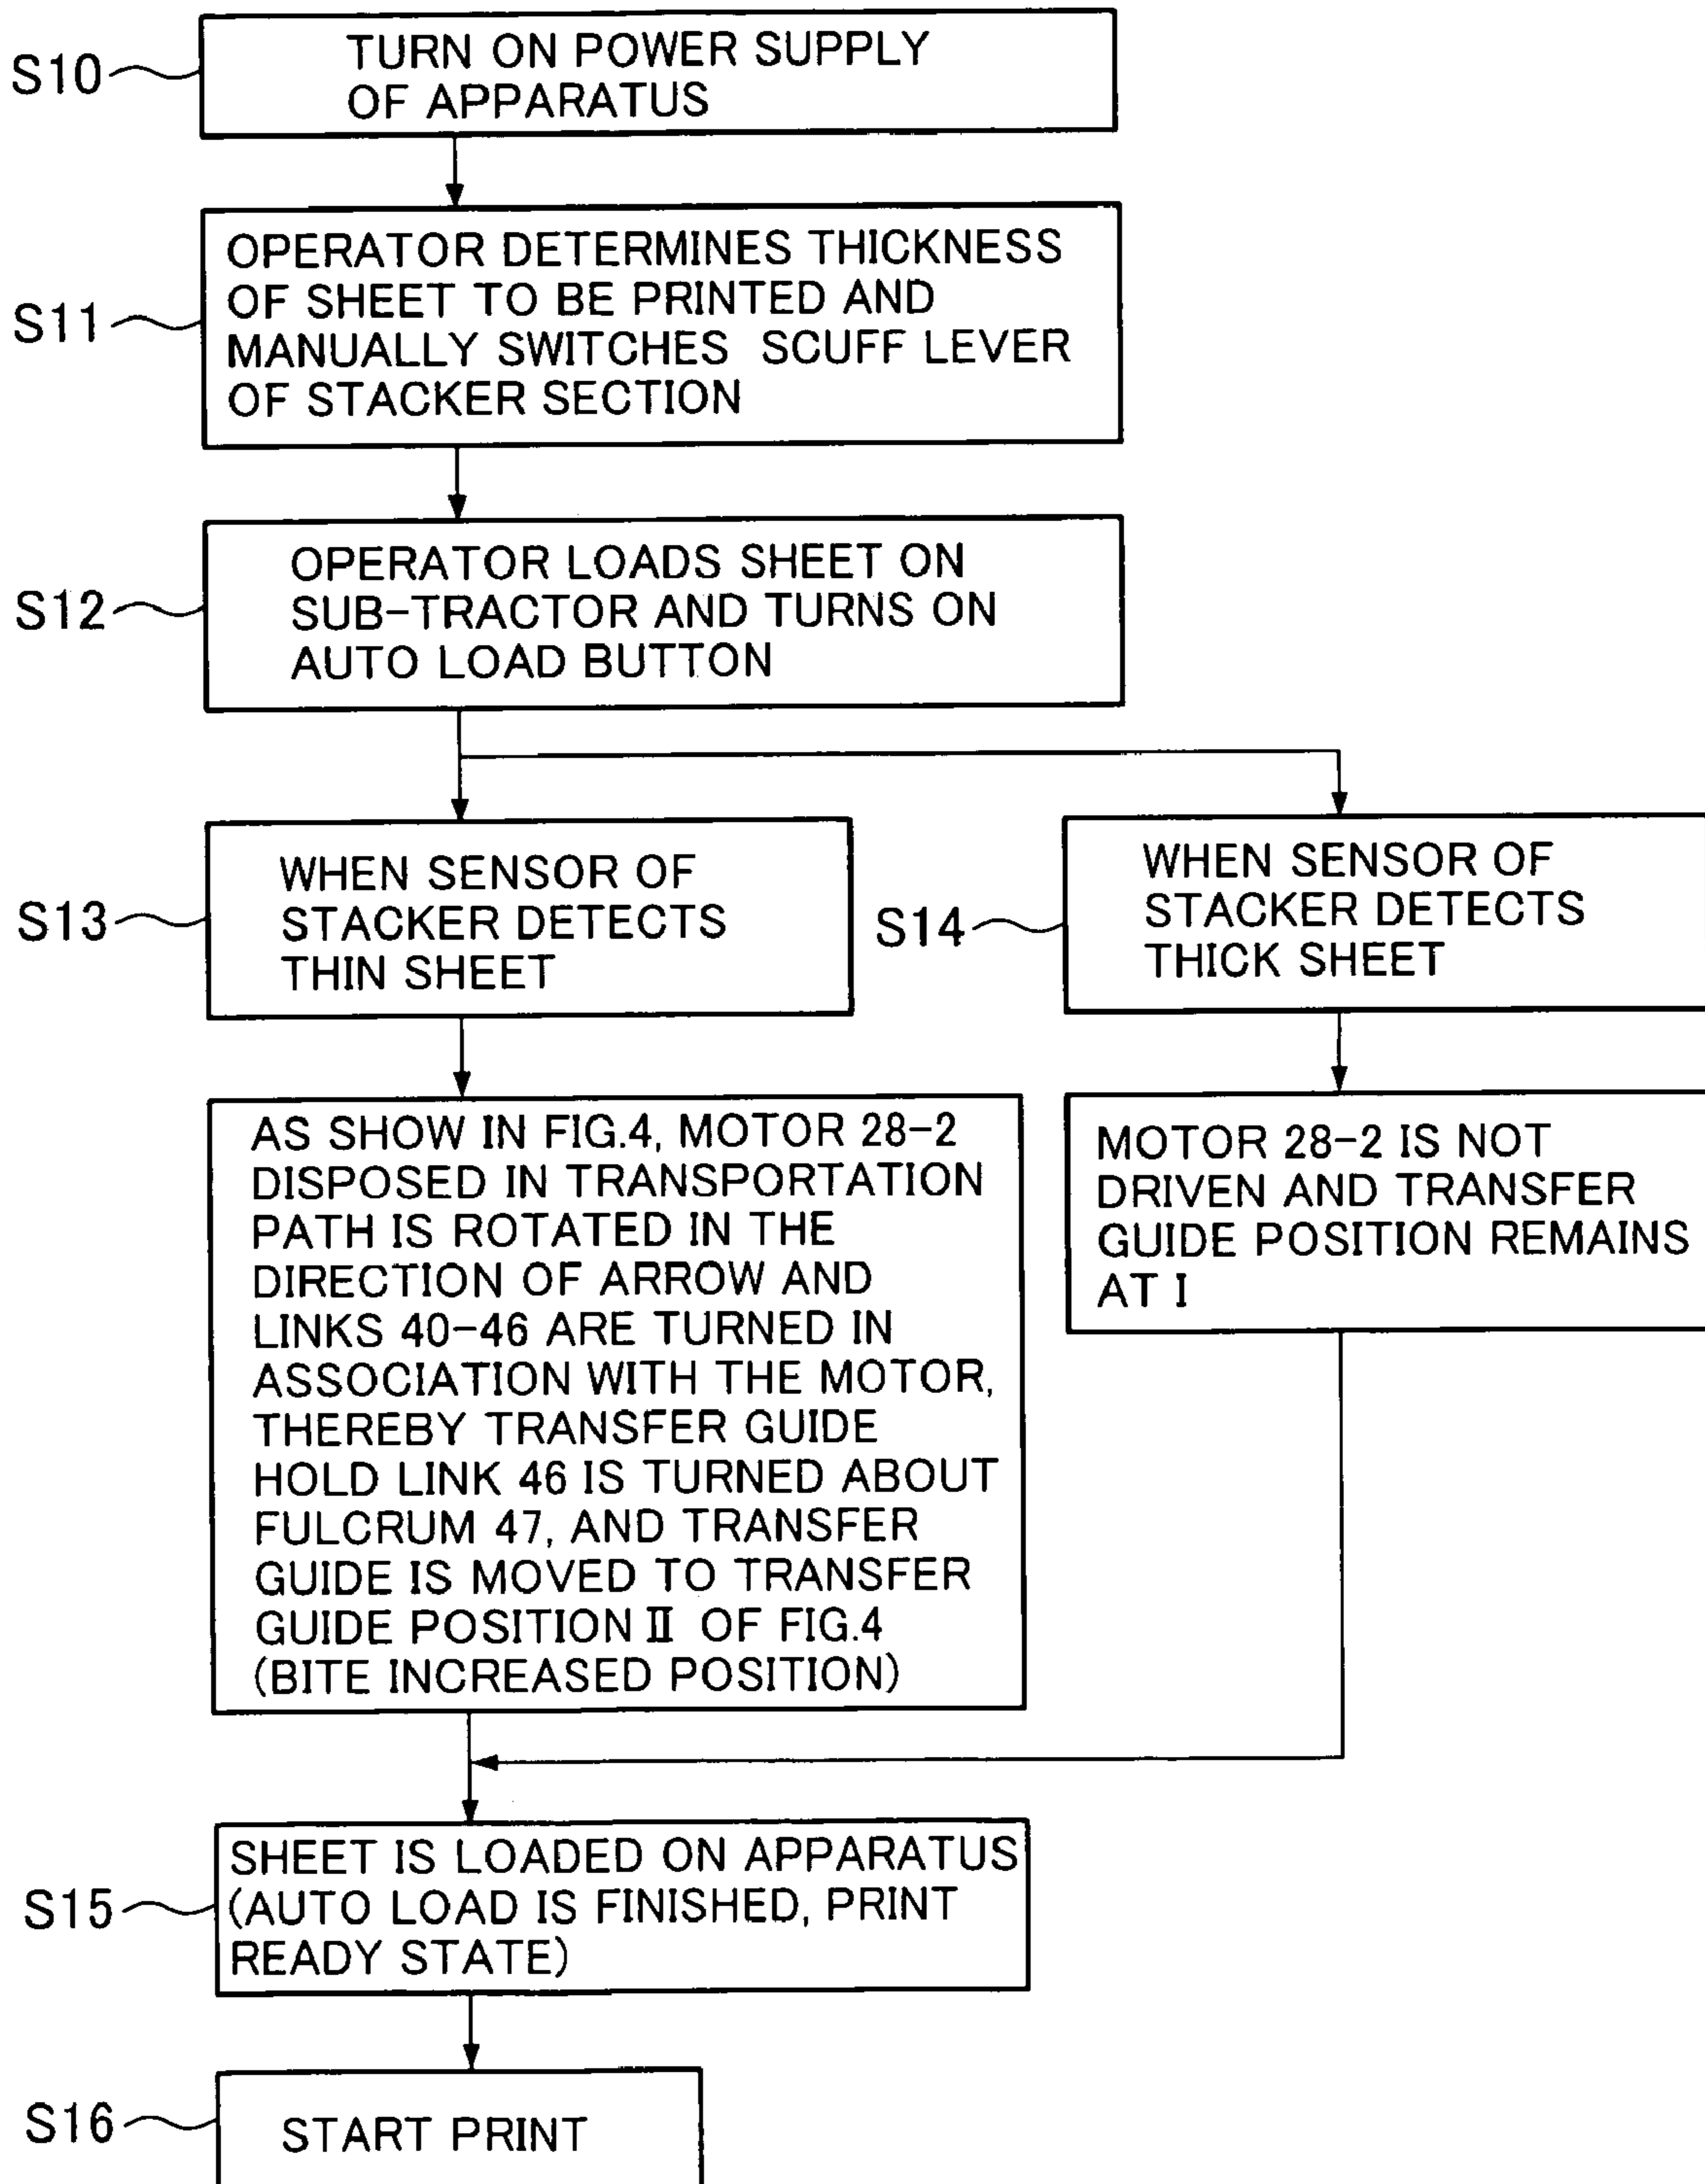 S10
TURN ON POWER SUPPLY
OF APPARATUS
S11
OPERATOR DETERMINES THICKNESS
OF SHEET TO BE PRINTED AND
MANUALLY SWITCHES SCUFF LEVER
OF STACKER SECTION
S12
OPERATOR LOADS SHEET ON
SUB-TRACTOR AND TURNS ON
AUTO LOAD BUTTON
S13
WHEN SENSOR OF
STACKER DETECTS
THIN SHEET
S14
WHEN SENSOR OF
STACKER DETECTS
THICK SHEET
AS SHOW IN FIG.4, MOTOR 28-2
DISPOSED IN TRANSPORTATION
PATH IS ROTATED IN THE
DIRECTION OF ARROW AND
LINKS 40-46 ARE TURNED IN
ASSOCIATION WITH THE MOTOR,
THEREBY TRANSFER GUIDE
HOLD LINK 46 IS TURNED ABOUT
FULCRUM 47, AND TRANSFER
GUIDE IS MOVED TO TRANSFER
GUIDE POSITION II OF FIG.4
(BITE INCREASED POSITION)
MOTOR 28-2 IS NOT
DRIVEN AND TRANSFER
GUIDE POSITION REMAINS
AT I
S15
SHEET IS LOADED ON APPARATUS
(AUTO LOAD IS FINISHED, PRINT
READY STATE)
S16
START PRINT